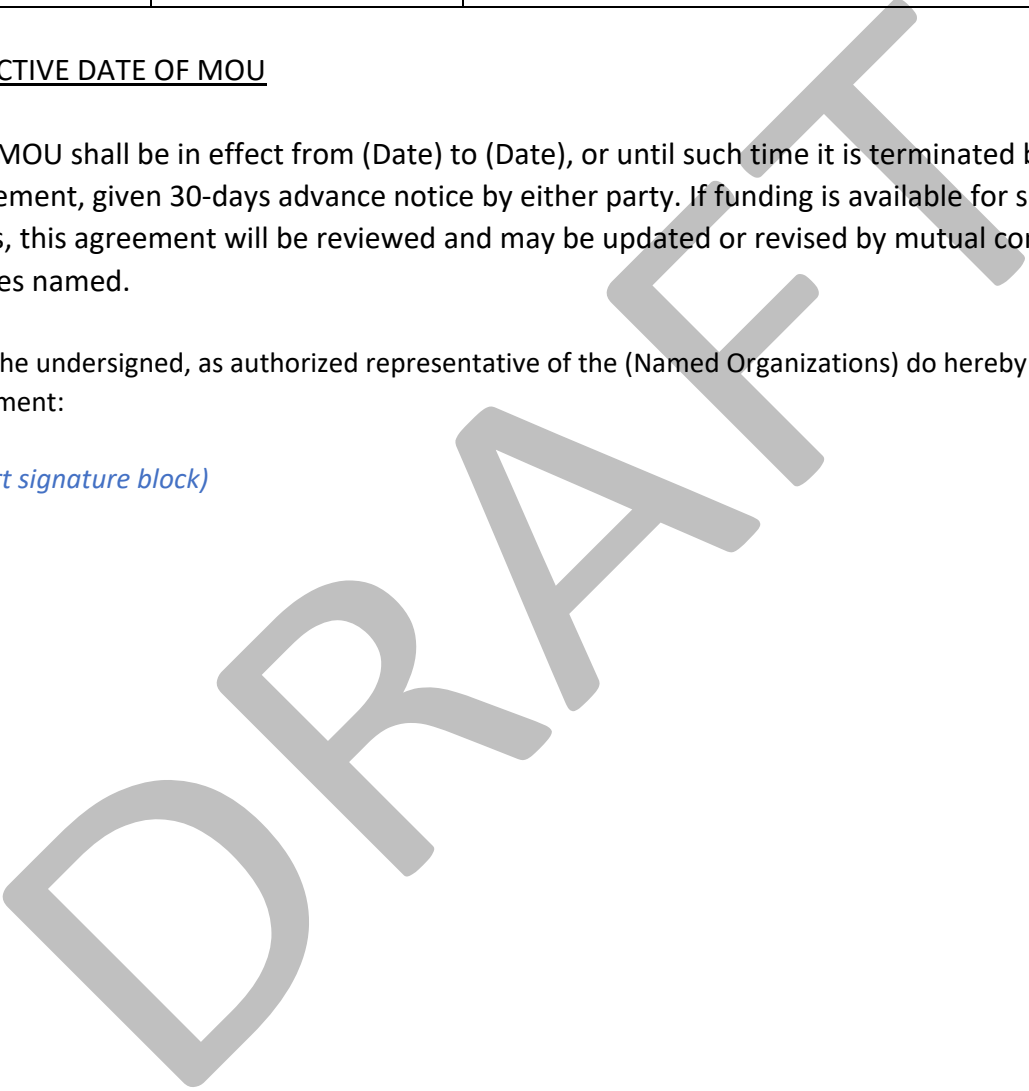 CTIVE DATE OF MOU
MOU shall be in effect from (Date) to (Date), or until such time it is terminated b
ement, given 30-days advance notice by either party. If funding is available for s
s, this agreement will be reviewed and may be updated or revised by mutual con
es named.
he undersigned, as authorized representative of the (Named Organizations) do hereby
ment:
rt signature block)
DRAFT